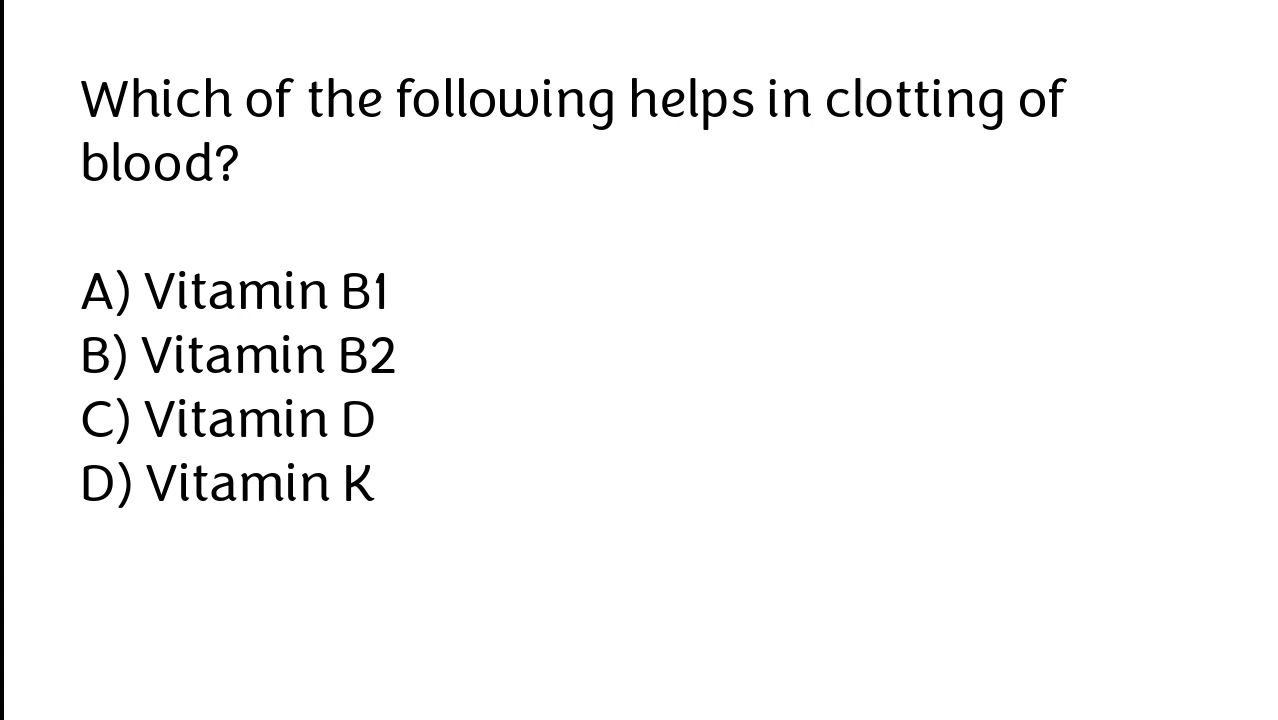 Which of the following helps in clotting of
blood?
A) Vitamin B1
B) Vitamin B2
C) Vitamin D
D) Vitamin K